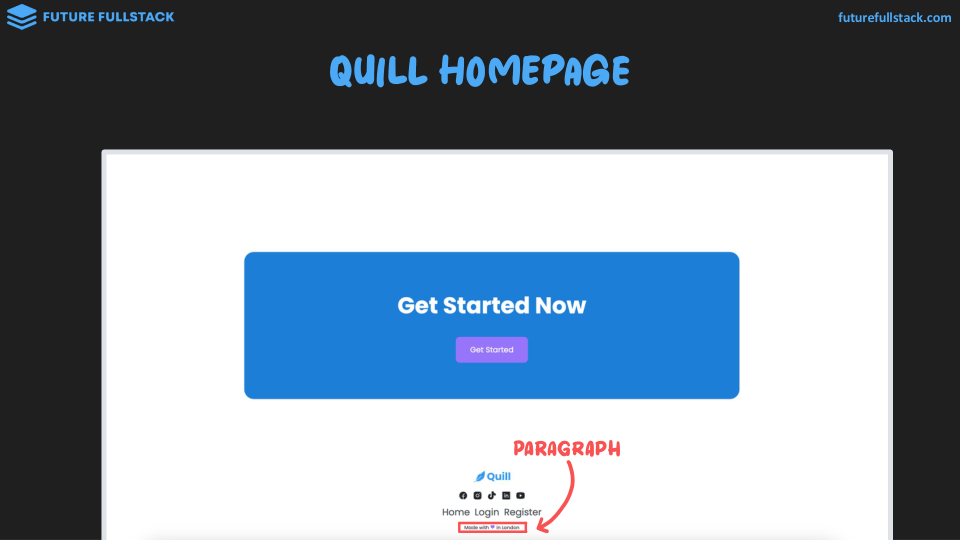 FUTURE FULLSTACK
futurefullstack.com
QUILL HOMEPAGE
Get Started Now
Get Started
PARAGRAPH
Quill
Home Login Register
Made with 💜 in London